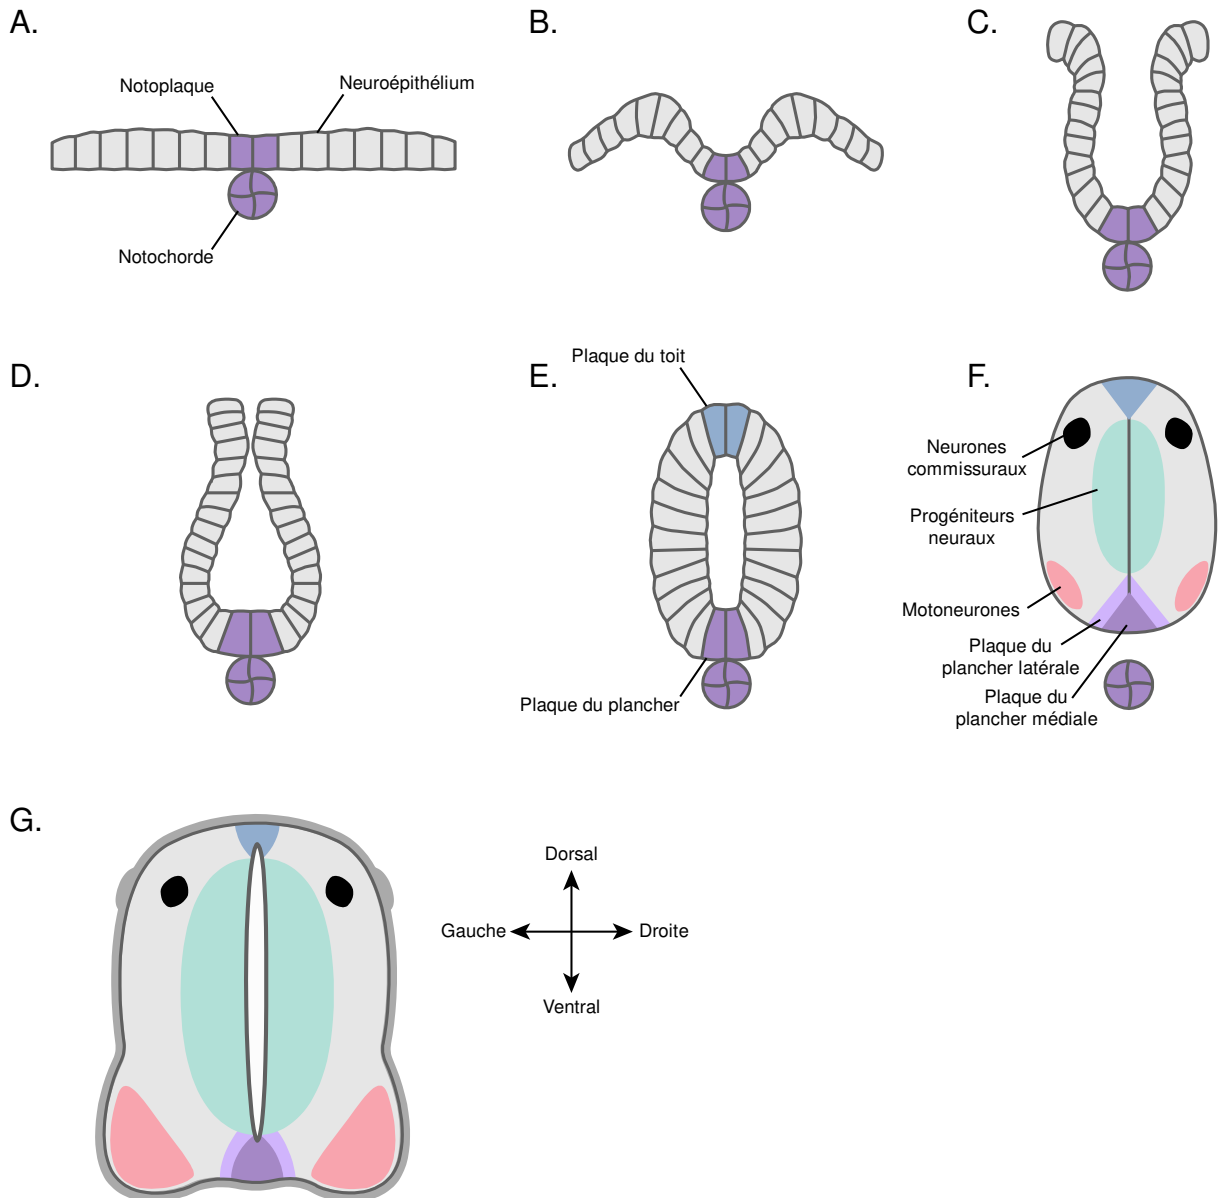 A.
B.
C.
Notoplaque
Neuroépithélium
Notochorde
D.
E.
F.
Plaque du toit
Plaque du plancher
Neurones
commissuraux
Progéniteurs
neuraux
Motoneurones
Plaque du
plancher latérale
Plaque du
plancher médiale
G.
Dorsal
Gauche
Droite
Ventral